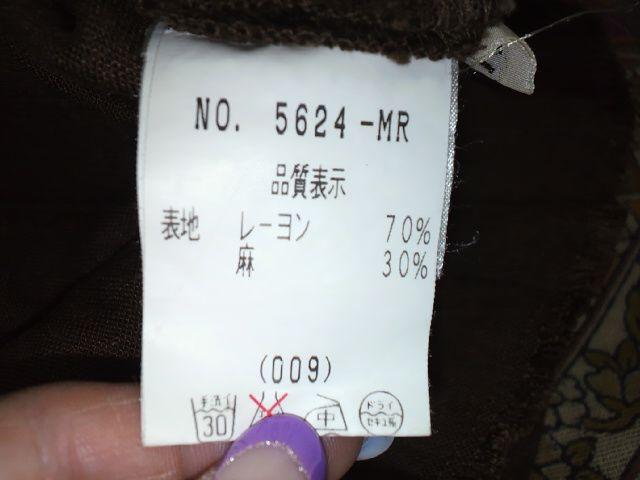 NO. 5624-MR
品質表示
表地 レーヨン 70%
麻 30%
(009)
手洗イ
30
中
ドライ
セキユ系